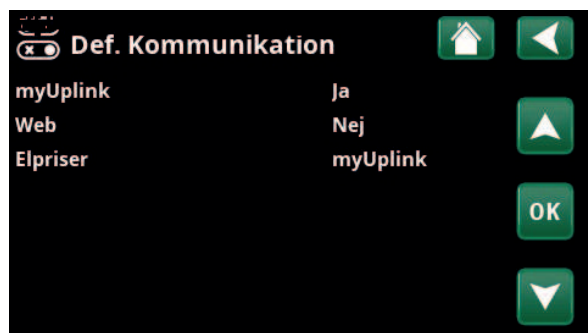 Def. Kommunikation
myUplink Ja
Web Nej
Elpriser myUplink
OK